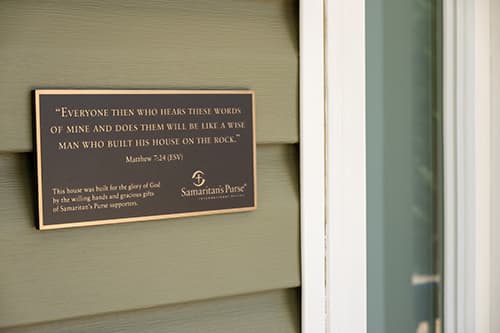 “Everyone then who hears these words
of mine and does them will be like a wise
man who built his house on the rock.”
Matthew 7:24 (ESV)
This house was built for the glory of God
by the willing hands and gracious gifts
of Samaritan's Purse supporters.
Samaritan's Purse®
INTERNATIONAL RELIEF